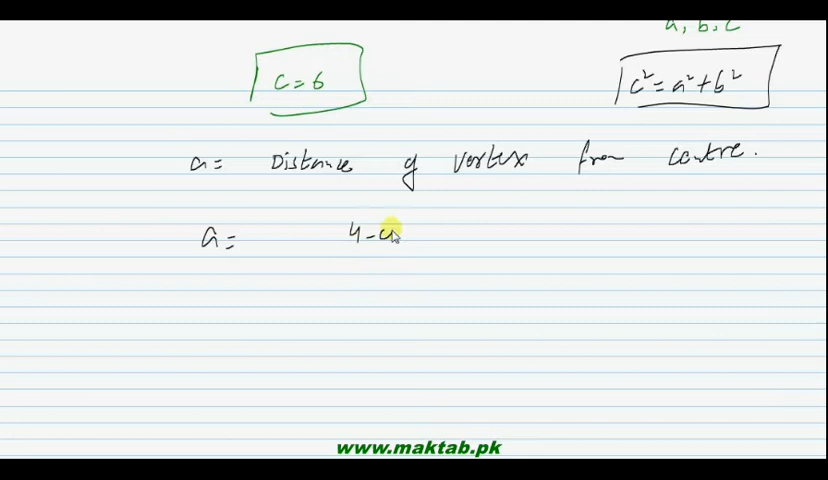 a, b, c
c = 6
c² = a² + b²
a = Distance of vertex from centre.
a = 4 -
www.maktab.pk